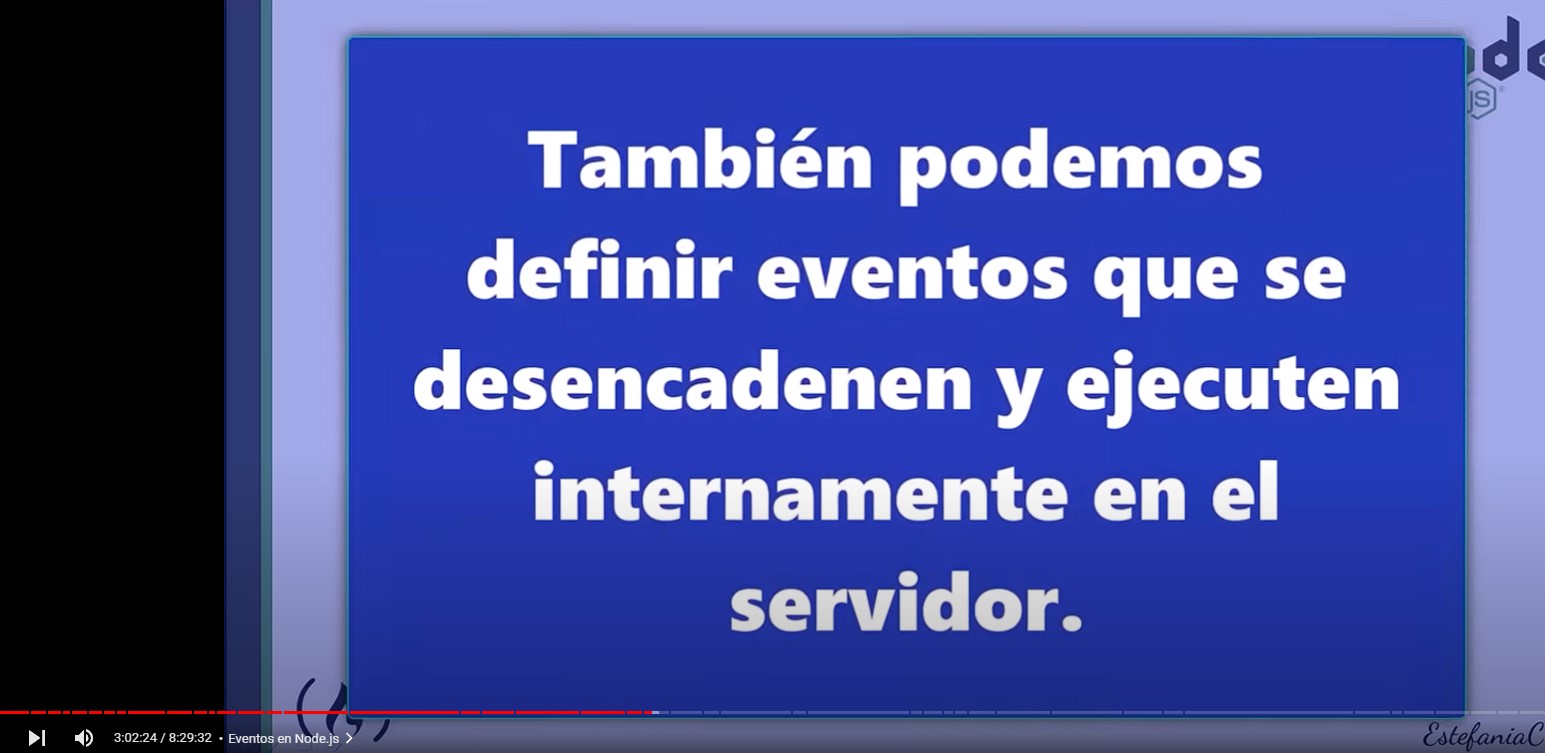 También podemos
definir eventos que se
desencadenen y ejecuten
internamente en el
servidor.
JS
3:02:24 / 8:29:32 • Eventos en Node.js
EstefaniaC